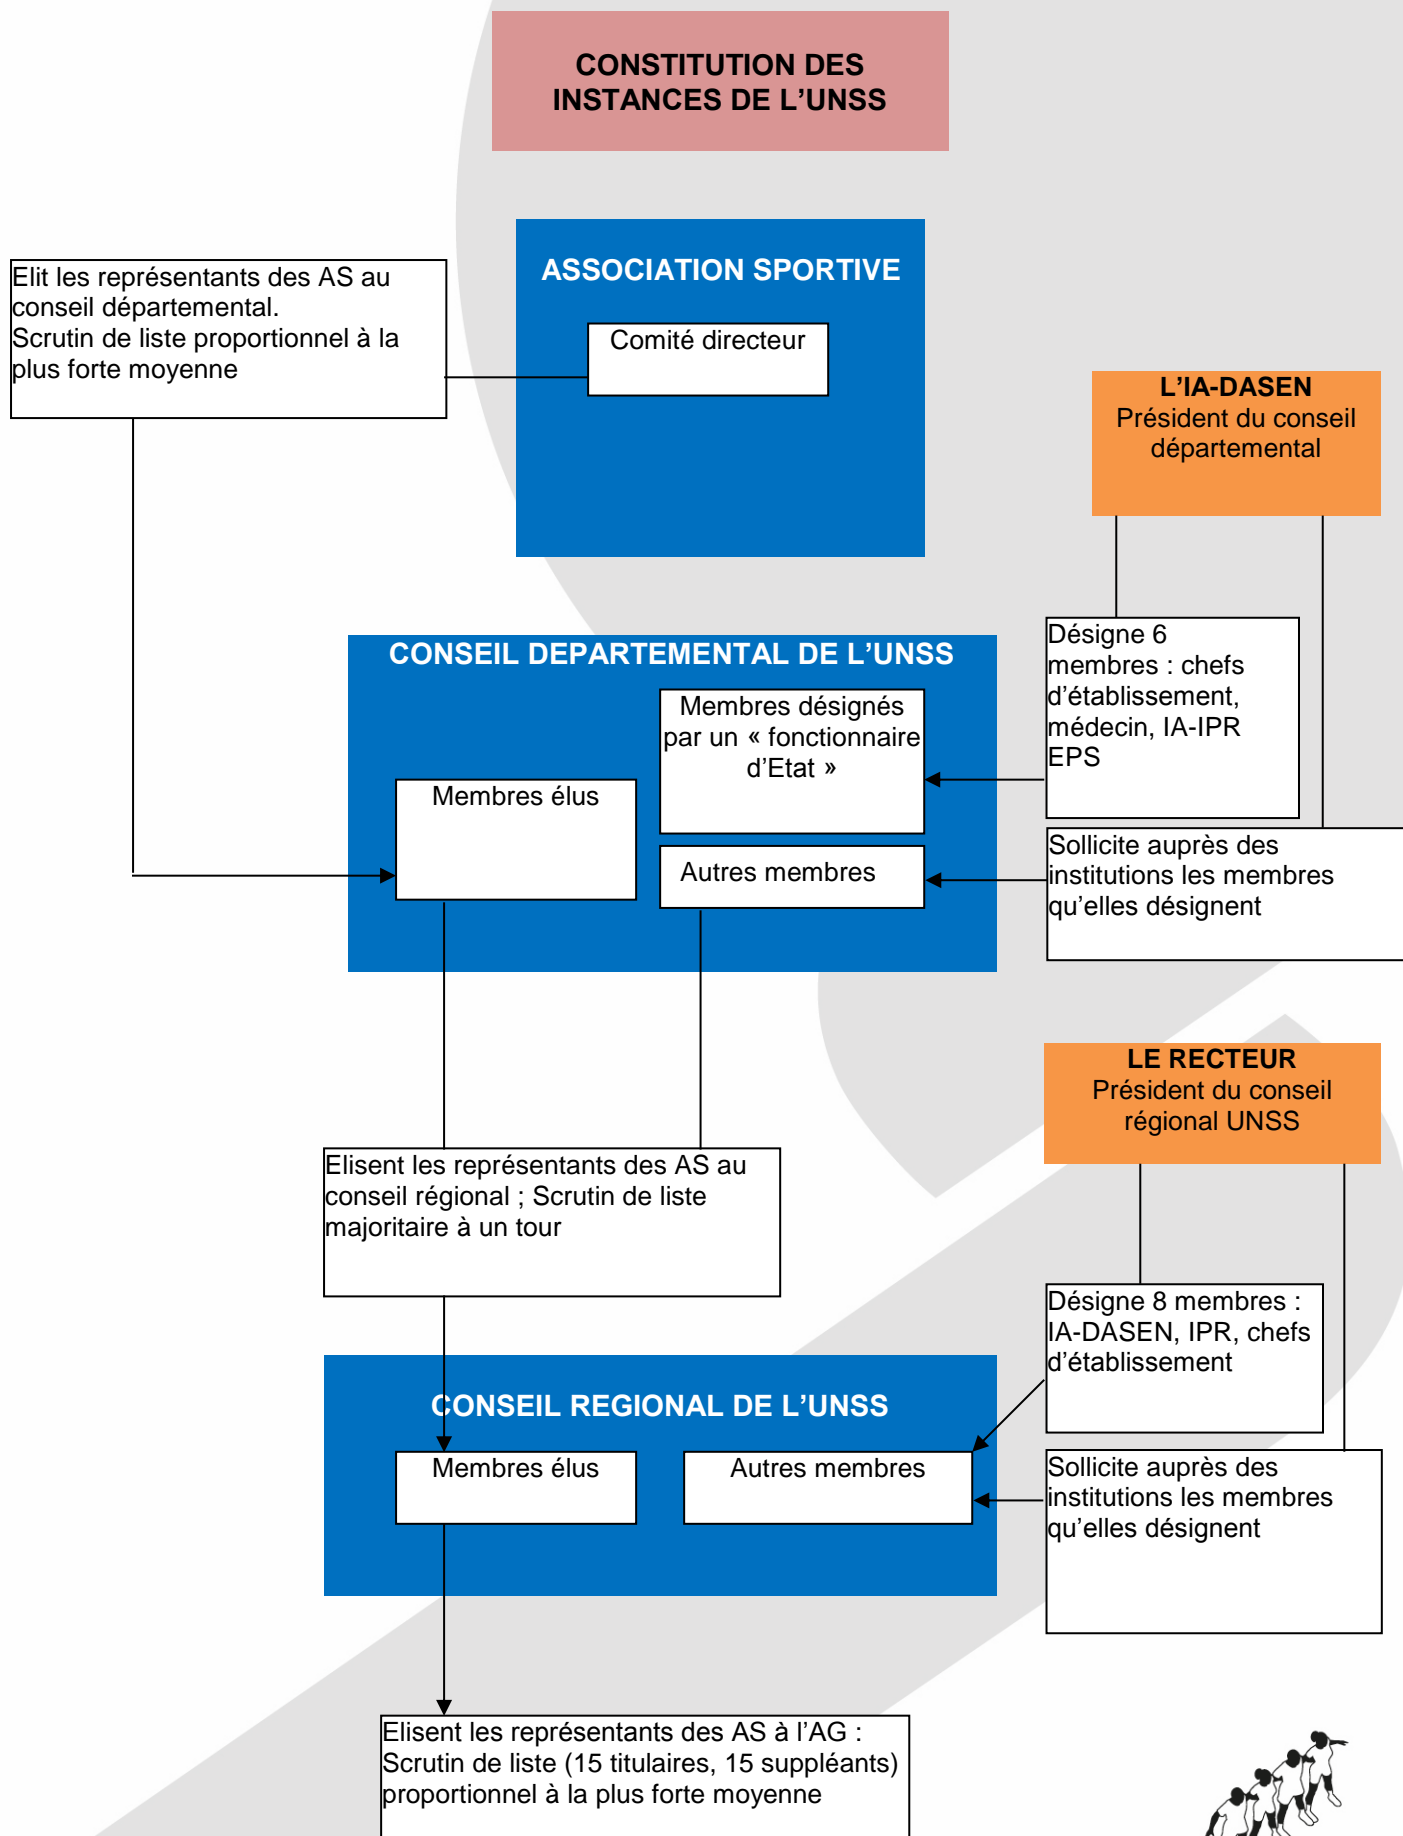 CONSTITUTION DES
INSTANCES DE L’UNSS
ASSOCIATION SPORTIVE
Comité directeur
Elit les représentants des AS au
conseil départemental.
Scrutin de liste proportionnel à la
plus forte moyenne
L’IA-DASEN
Président du conseil
départemental
CONSEIL DEPARTEMENTAL DE L’UNSS
Membres désignés
par un « fonctionnaire
d’Etat »
Membres élus
Autres membres
Désigne 6
membres : chefs
d’établissement,
médecin, IA-IPR
EPS
Sollicite auprès des
institutions les membres
qu’elles désignent
LE RECTEUR
Président du conseil
régional UNSS
Elisent les représentants des AS au
conseil régional ; Scrutin de liste
majoritaire à un tour
Désigne 8 membres :
IA-DASEN, IPR, chefs
d’établissement
CONSEIL REGIONAL DE L’UNSS
Membres élus
Autres membres
Sollicite auprès des
institutions les membres
qu’elles désignent
Elisent les représentants des AS à l’AG :
Scrutin de liste (15 titulaires, 15 suppléants)
proportionnel à la plus forte moyenne